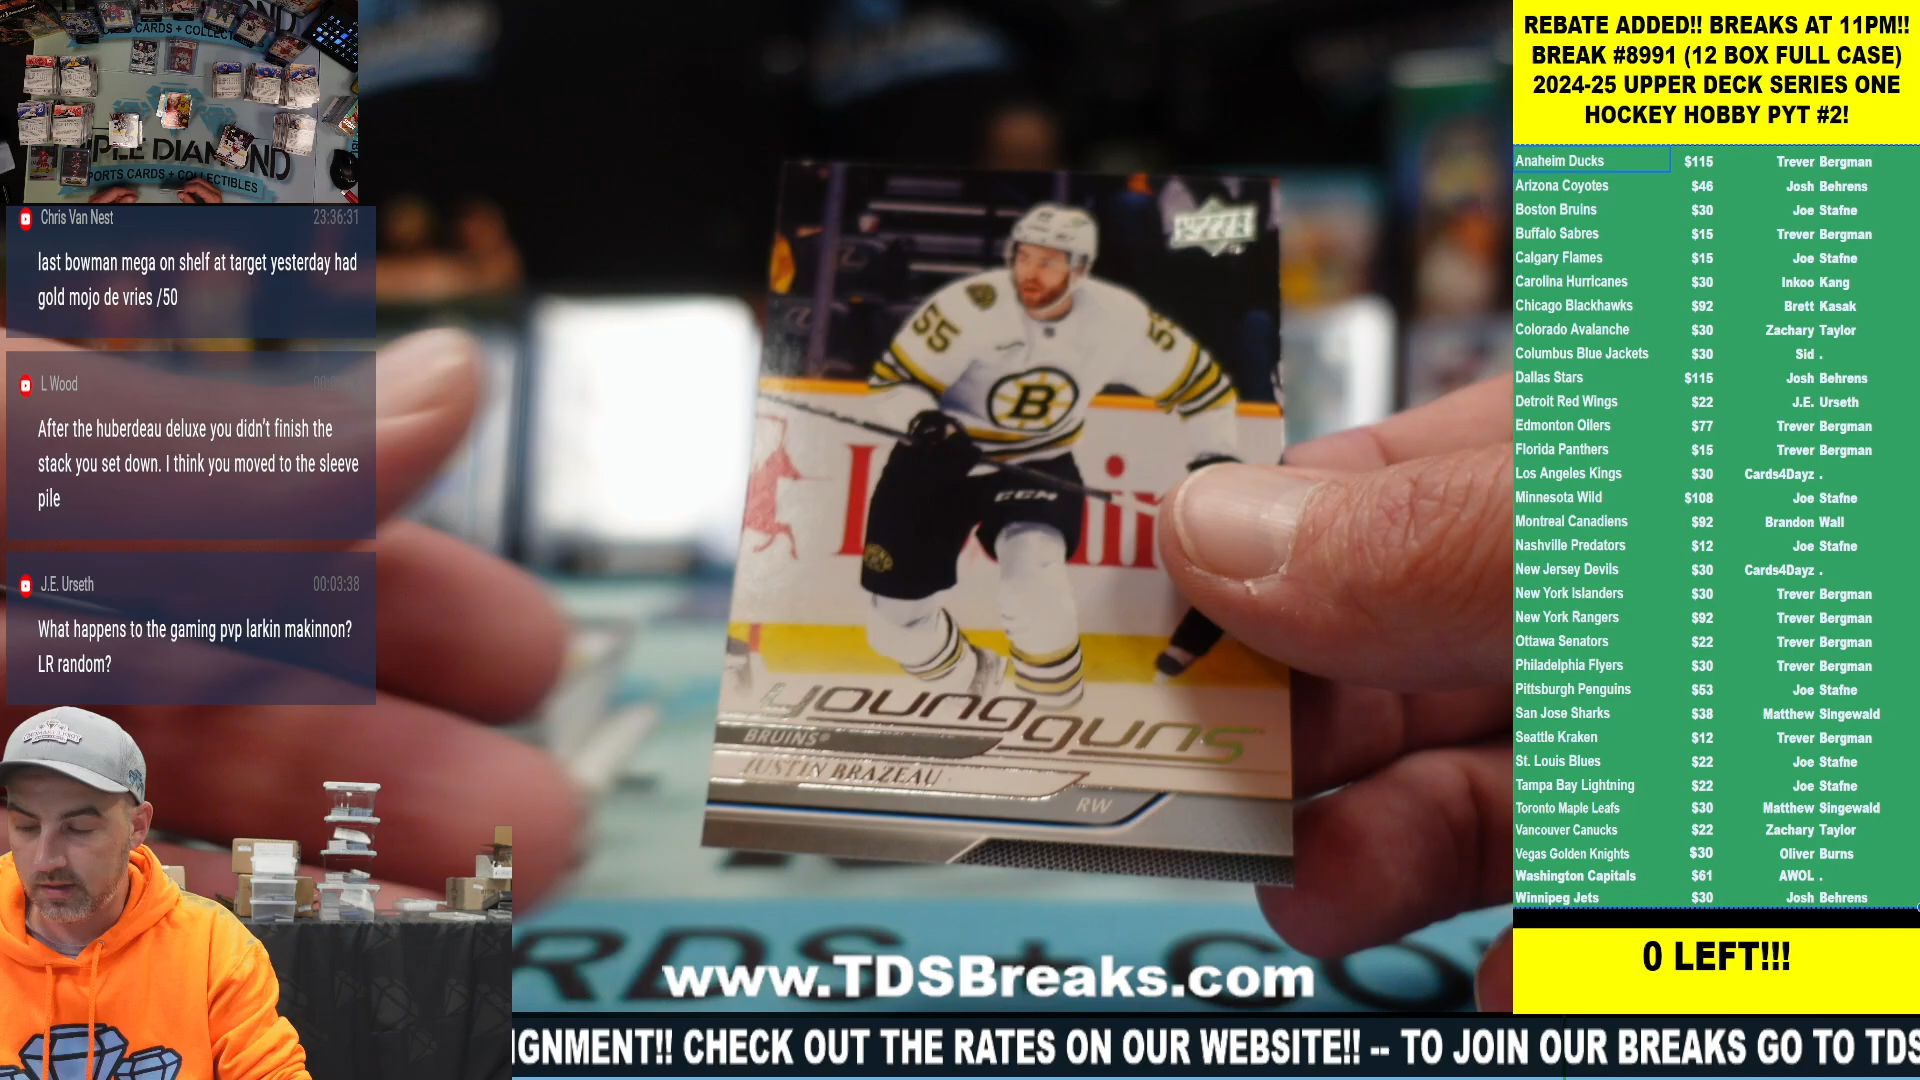 CARDS + COLLECT
PLE DIAMOND
PORTS CARDS + COLLECTIBLES
Chris Van Nest 23:36:31
last bowman mega on shelf at target yesterday had
gold mojo de vries /50
L Wood
After the huberdeau deluxe you didn't finish the
stack you set down. I think you moved to the sleeve
pile
J.E. Urseth 00:03:38
What happens to the gaming pvp larkin makinnon?
LR random?
55
B
CCM
young guns
BRUINS
JUSTIN BRAZEAU
RW
www.TDSBreaks.com
IGNMENT!! CHECK OUT THE RATES ON OUR WEBSITE!! -- TO JOIN OUR BREAKS GO TO TDS
REBATE ADDED!! BREAKS AT 11PM!!
BREAK #8991 (12 BOX FULL CASE)
2024-25 UPPER DECK SERIES ONE
HOCKEY HOBBY PYT #2!
Anaheim Ducks $115 Trever Bergman
Arizona Coyotes $46 Josh Behrens
Boston Bruins $30 Joe Stafne
Buffalo Sabres $15 Trever Bergman
Calgary Flames $15 Joe Stafne
Carolina Hurricanes $30 Inkoo Kang
Chicago Blackhawks $92 Brett Kasak
Colorado Avalanche $30 Zachary Taylor
Columbus Blue Jackets $30 Sid .
Dallas Stars $115 Josh Behrens
Detroit Red Wings $22 J.E. Urseth
Edmonton Oilers $77 Trever Bergman
Florida Panthers $15 Trever Bergman
Los Angeles Kings $30 Cards4Dayz .
Minnesota Wild $108 Joe Stafne
Montreal Canadiens $92 Brandon Wall
Nashville Predators $12 Joe Stafne
New Jersey Devils $30 Cards4Dayz .
New York Islanders $30 Trever Bergman
New York Rangers $92 Trever Bergman
Ottawa Senators $22 Trever Bergman
Philadelphia Flyers $30 Trever Bergman
Pittsburgh Penguins $53 Joe Stafne
San Jose Sharks $38 Matthew Singewald
Seattle Kraken $12 Trever Bergman
St. Louis Blues $22 Joe Stafne
Tampa Bay Lightning $22 Joe Stafne
Toronto Maple Leafs $30 Matthew Singewald
Vancouver Canucks $22 Zachary Taylor
Vegas Golden Knights $30 Oliver Burns
Washington Capitals $61 AWOL .
Winnipeg Jets $30 Josh Behrens
0 LEFT!!!